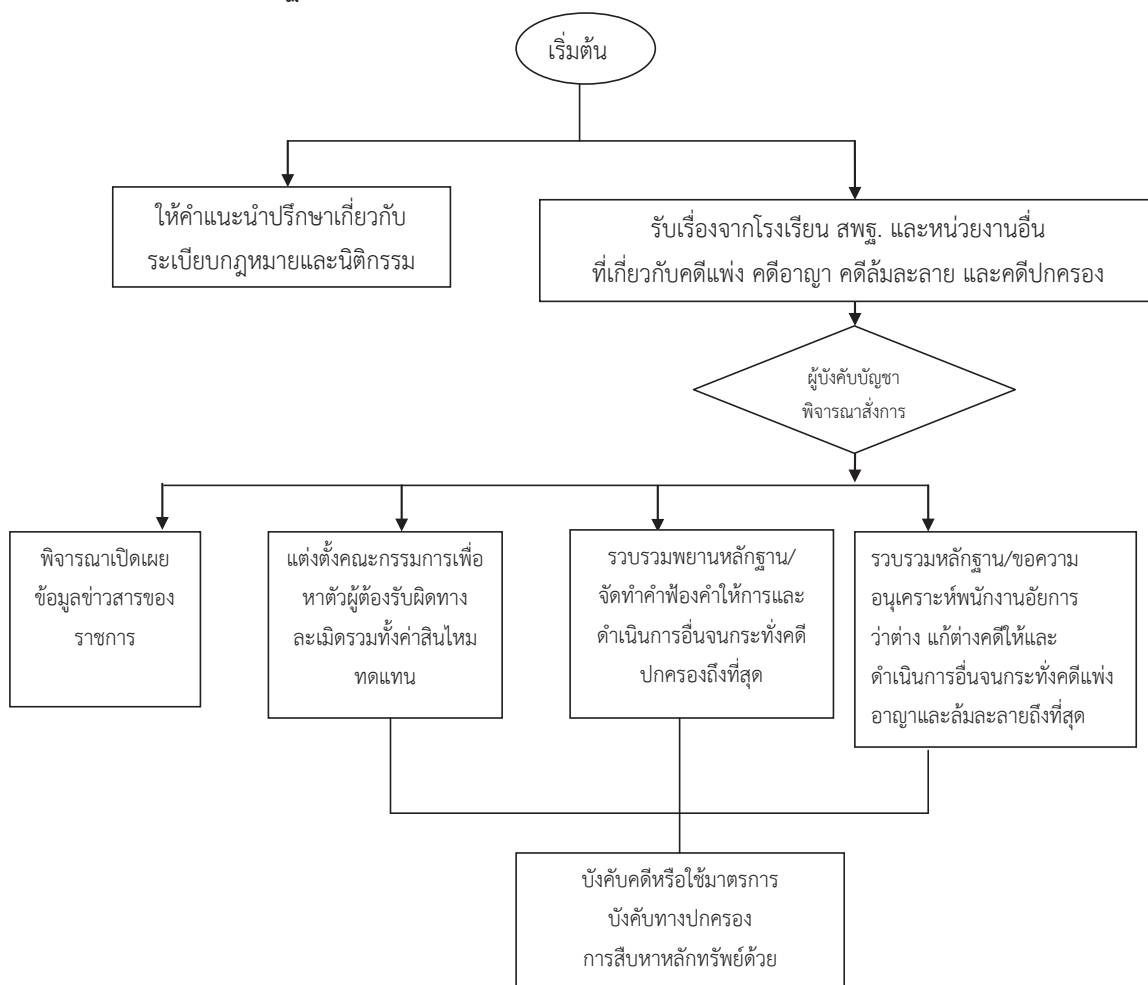 เริ่มต้น
ให้คำแนะนำปรึกษาเกี่ยวกับ
ระเบียบกฎหมายและนิติกรรม
รับเรื่องจากโรงเรียน สพฐ. และหน่วยงานอื่น
ที่เกี่ยวกับคดีแพ่ง คดีอาญา คดีล้มละลาย และคดีปกครอง
ผู้บังคับบัญชา
พิจารณาสั่งการ
พิจารณาเปิดเผย
ข้อมูลข่าวสารของ
ราชการ
แต่งตั้งคณะกรรมการเพื่อ
หาตัวผู้ต้องรับผิดทาง
ละเมิดรวมทั้งค่าสินไหม
ทดแทน
รวบรวมพยานหลักฐาน/
จัดทำคำฟ้องคำให้การและ
ดำเนินการอื่นจนกระทั่งคดี
ปกครองถึงที่สุด
รวบรวมหลักฐาน/ขอความ
อนุเคราะห์พนักงานอัยการ
ว่าต่าง แก้ต่างคดีให้และ
ดำเนินการอื่นจนกระทั่งคดีแพ่ง
อาญาและล้มละลายถึงที่สุด
บังคับคดีหรือใช้มาตรการ
บังคับทางปกครอง
การสืบหาหลักทรัพย์ด้วย